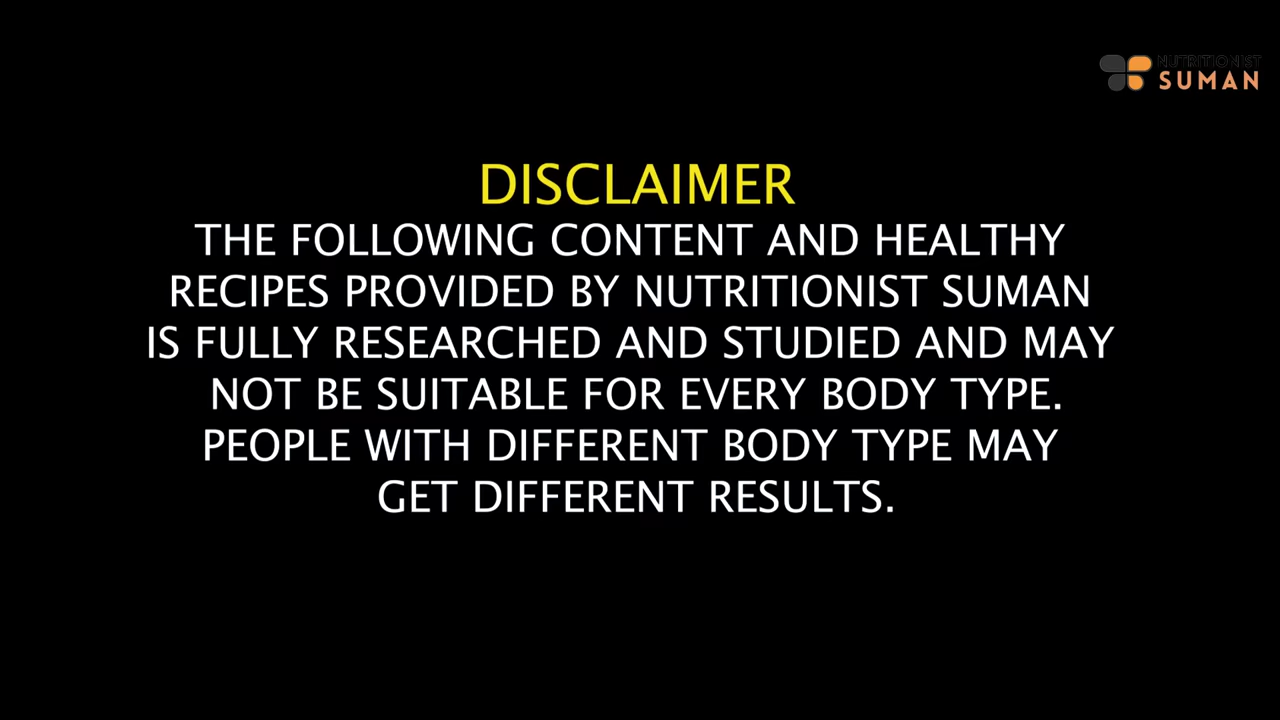 NUTRITIONIST
SUMAN
DISCLAIMER
THE FOLLOWING CONTENT AND HEALTHY
RECIPES PROVIDED BY NUTRITIONIST SUMAN
IS FULLY RESEARCHED AND STUDIED AND MAY
NOT BE SUITABLE FOR EVERY BODY TYPE.
PEOPLE WITH DIFFERENT BODY TYPE MAY
GET DIFFERENT RESULTS.